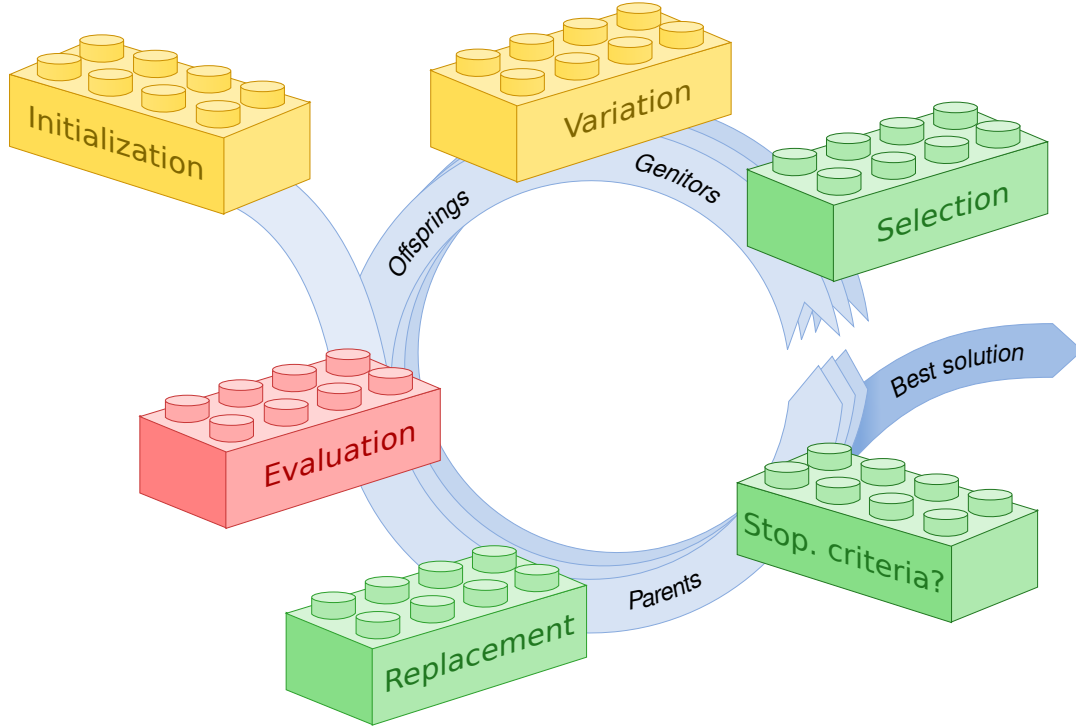 Initialization
Variation
Offsprings
Genitors
Selection
Best solution
Evaluation
Stop. criteria?
Parents
Replacement